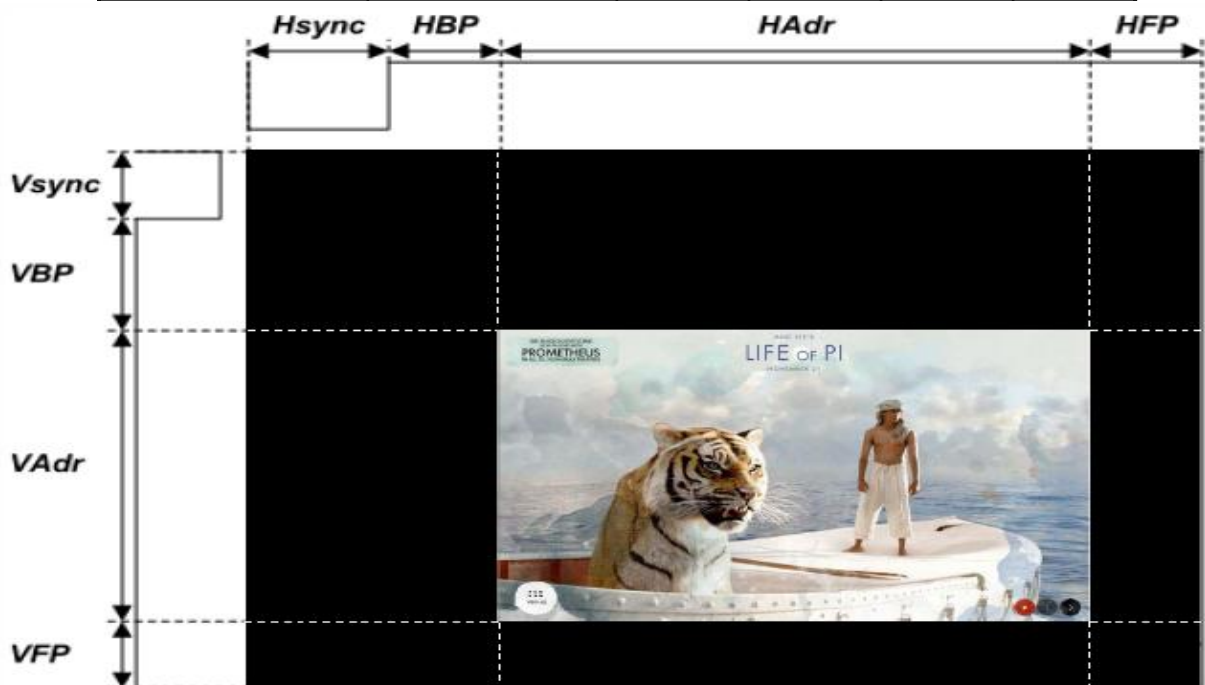 Hsync HBP HAdr HFP
Vsync
VBP
PROMETHEUS
LIFE OF PI
VAdr
VFP